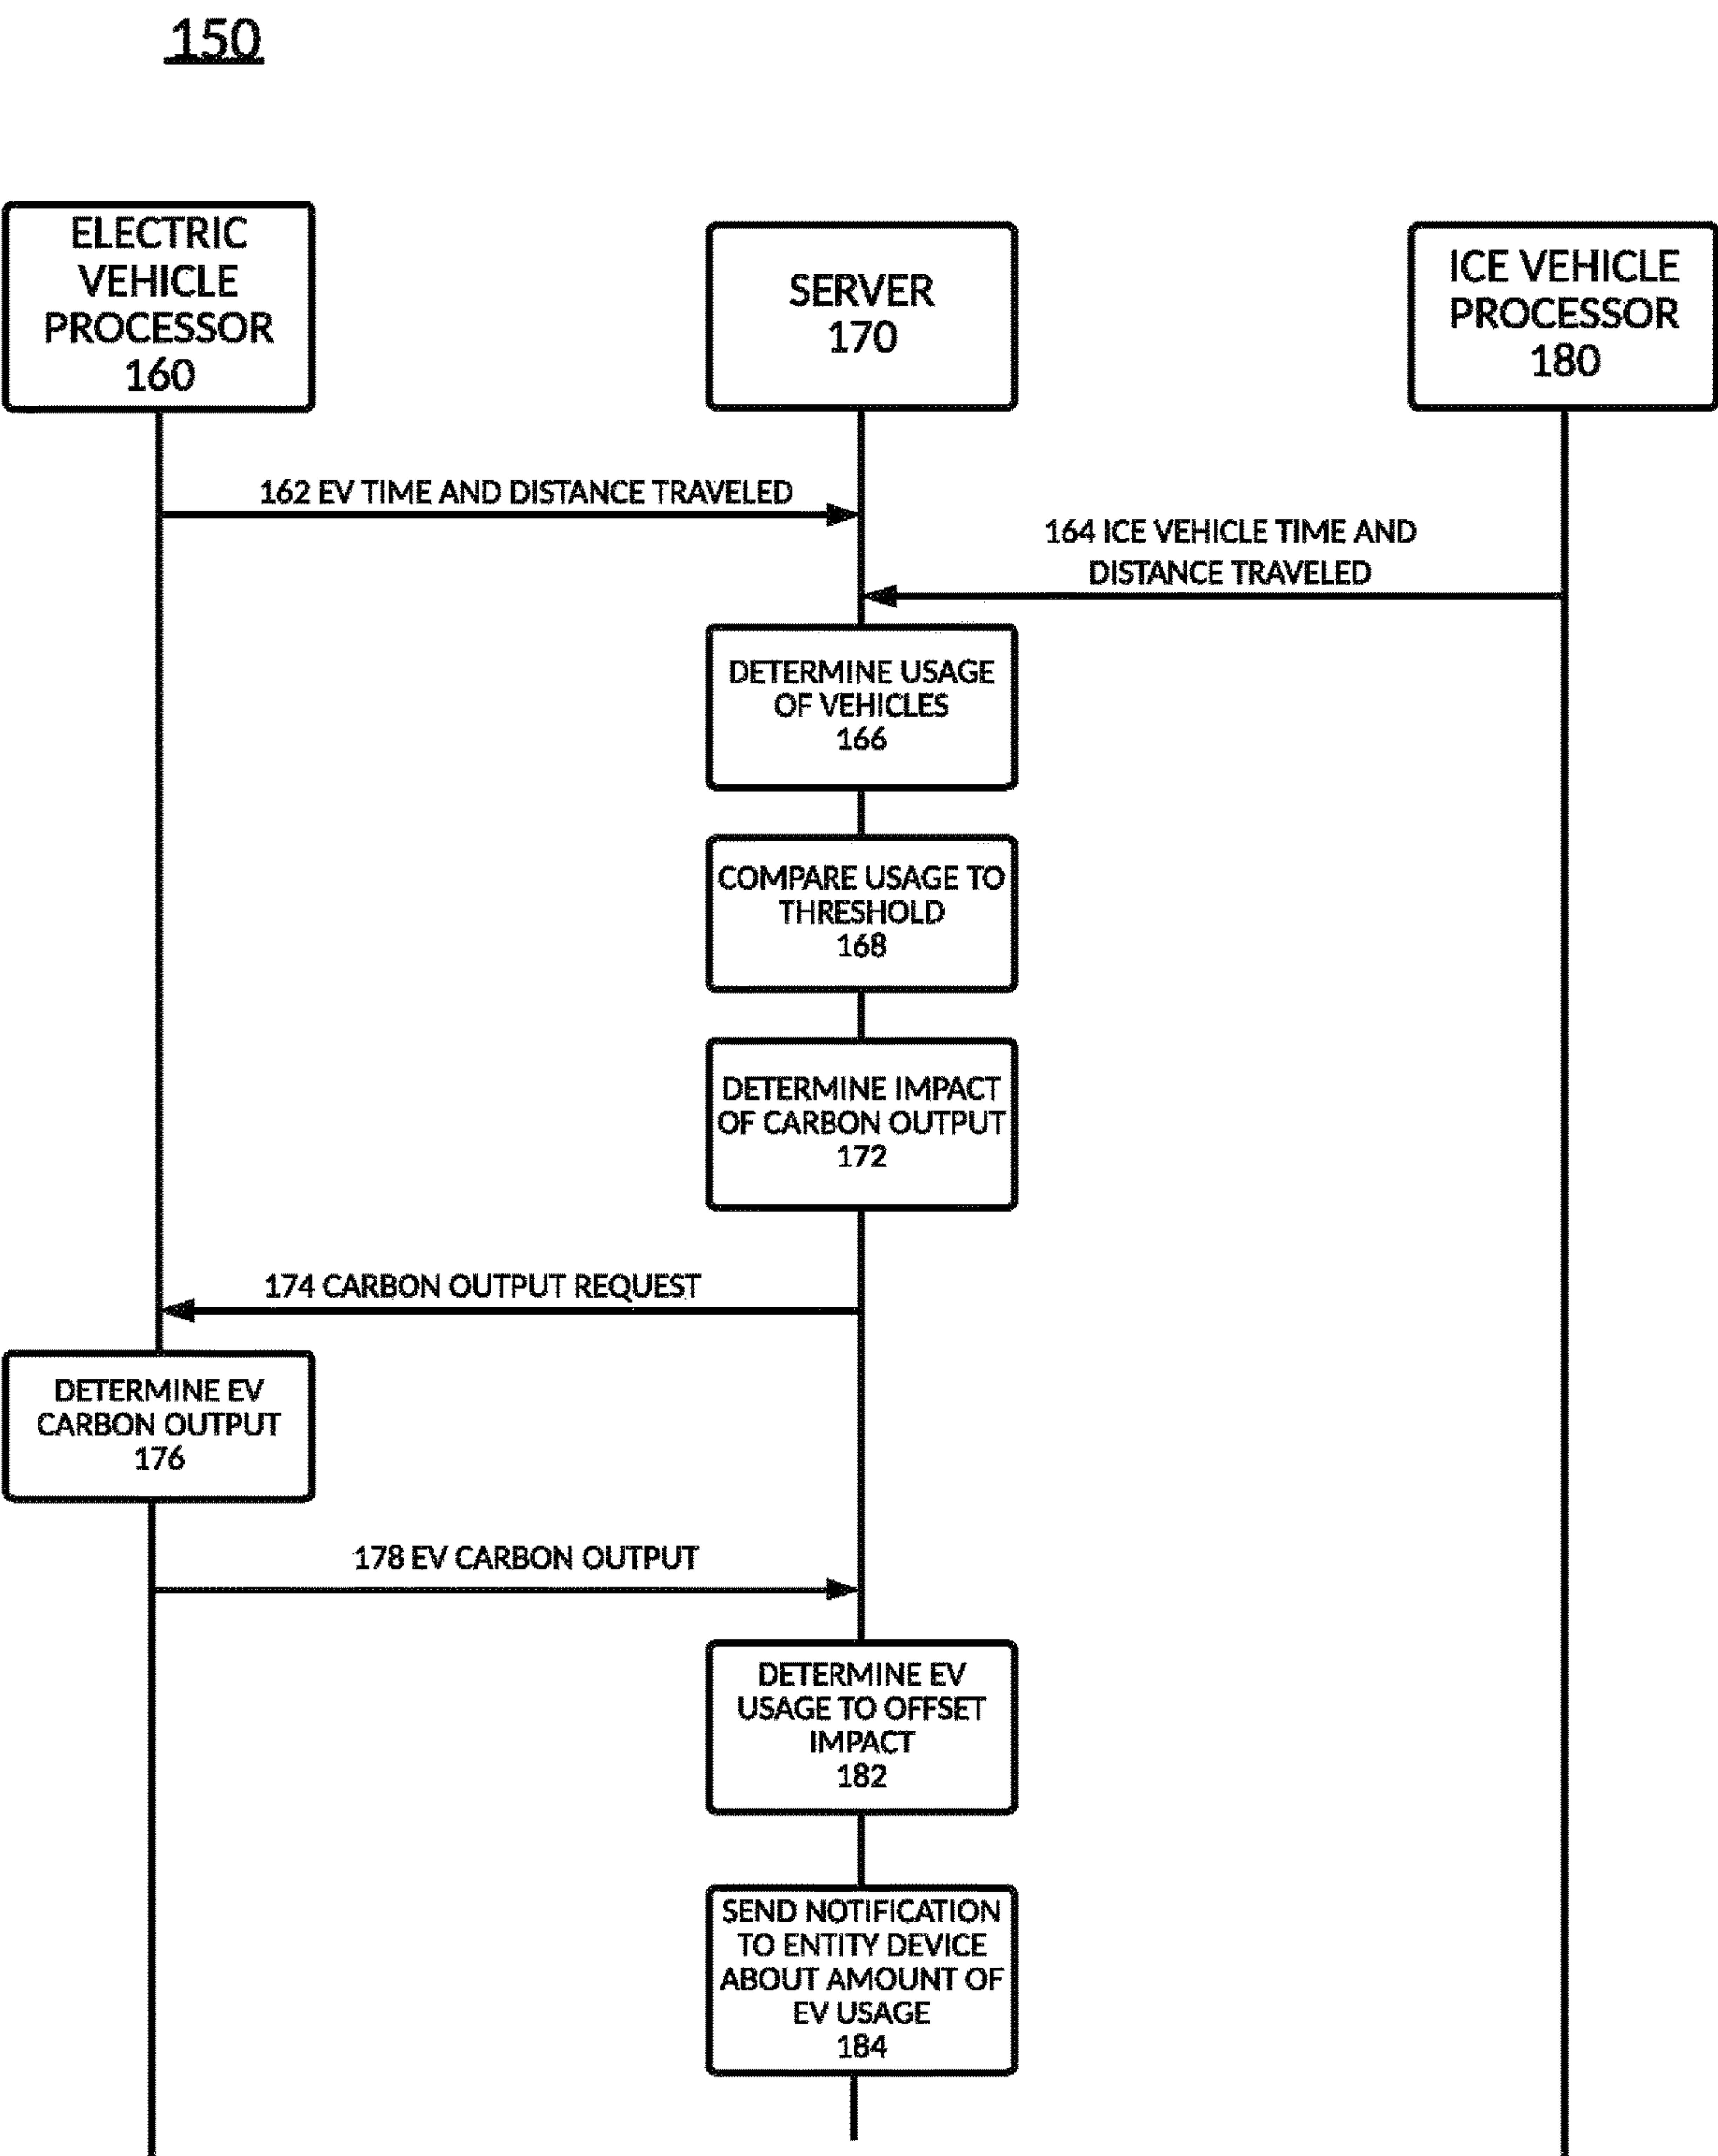 150
ELECTRIC
VEHICLE
PROCESSOR
160
SERVER
170
ICE VEHICLE
PROCESSOR
180
162 EV TIME AND DISTANCE TRAVELED
164 ICE VEHICLE TIME AND
DISTANCE TRAVELED
DETERMINE USAGE
OF VEHICLES
166
COMPARE USAGE TO
THRESHOLD
168
DETERMINE IMPACT
OF CARBON OUTPUT
172
174 CARBON OUTPUT REQUEST
DETERMINE EV
CARBON OUTPUT
176
178 EV CARBON OUTPUT
DETERMINE EV
USAGE TO OFFSET
IMPACT
182
SEND NOTIFICATION
TO ENTITY DEVICE
ABOUT AMOUNT OF
EV USAGE
184